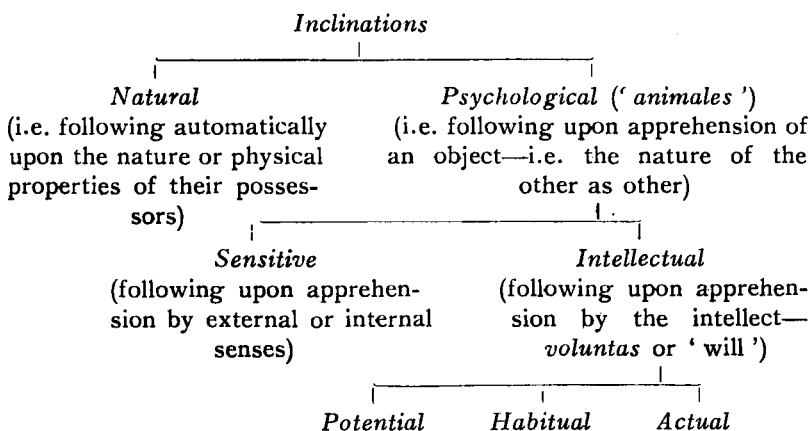 Inclinations
Natural
(i.e. following automatically
upon the nature or physical
properties of their posses-
sors)
Psychological (‘ animales ’)
(i.e. following upon apprehension of
an object—i.e. the nature of the
other as other)
Sensitive
(following upon apprehen-
sion by external or internal
senses)
Intellectual
(following upon apprehen-
sion by the intellect—
voluntas or ‘ will ’)
Potential Habitual Actual